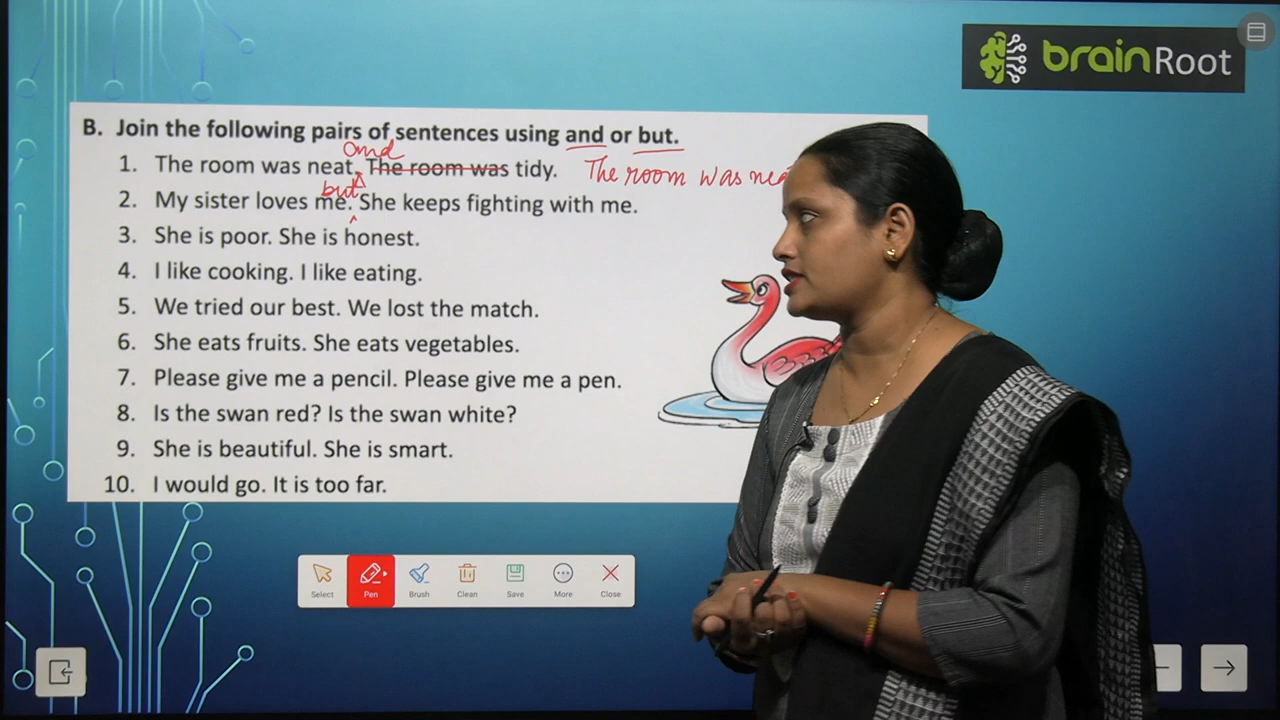 brainRoot
B. Join the following pairs of sentences using and or but.
and
1. The room was neat. The room was tidy. The room was neat
but
2. My sister loves me. She keeps fighting with me.
3. She is poor. She is honest.
4. I like cooking. I like eating.
5. We tried our best. We lost the match.
6. She eats fruits. She eats vegetables.
7. Please give me a pencil. Please give me a pen.
8. Is the swan red? Is the swan white?
9. She is beautiful. She is smart.
10. I would go. It is too far.
Select Pen Brush Clean Save More Close